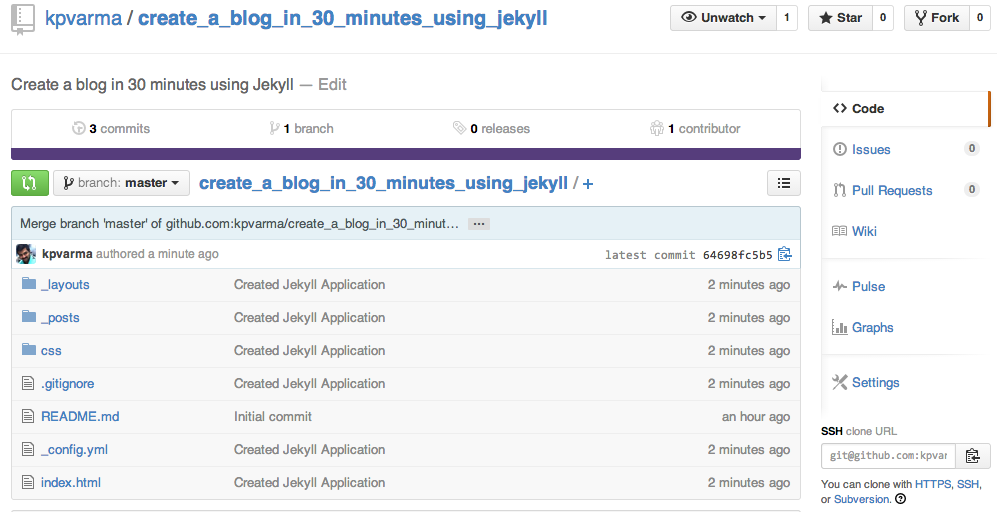 kpvarma / create_a_blog_in_30_minutes_using_jekyll
Unwatch 1 Star 0 Fork 0
Create a blog in 30 minutes using Jekyll — Edit
3 commits 1 branch 0 releases 1 contributor
branch: master create_a_blog_in_30_minutes_using_jekyll / +
Merge branch 'master' of github.com:kpvarma/create_a_blog_in_30_minut… ...
kpvarma authored a minute ago latest commit 64698fc5b5
_layouts Created Jekyll Application 2 minutes ago
_posts Created Jekyll Application 2 minutes ago
css Created Jekyll Application 2 minutes ago
.gitignore Created Jekyll Application 2 minutes ago
README.md Initial commit an hour ago
_config.yml Created Jekyll Application 2 minutes ago
index.html Created Jekyll Application 2 minutes ago
Code
Issues 0
Pull Requests 0
Wiki
Pulse
Graphs
Settings
SSH clone URL
git@github.com:kpvar
You can clone with HTTPS, SSH,
or Subversion.